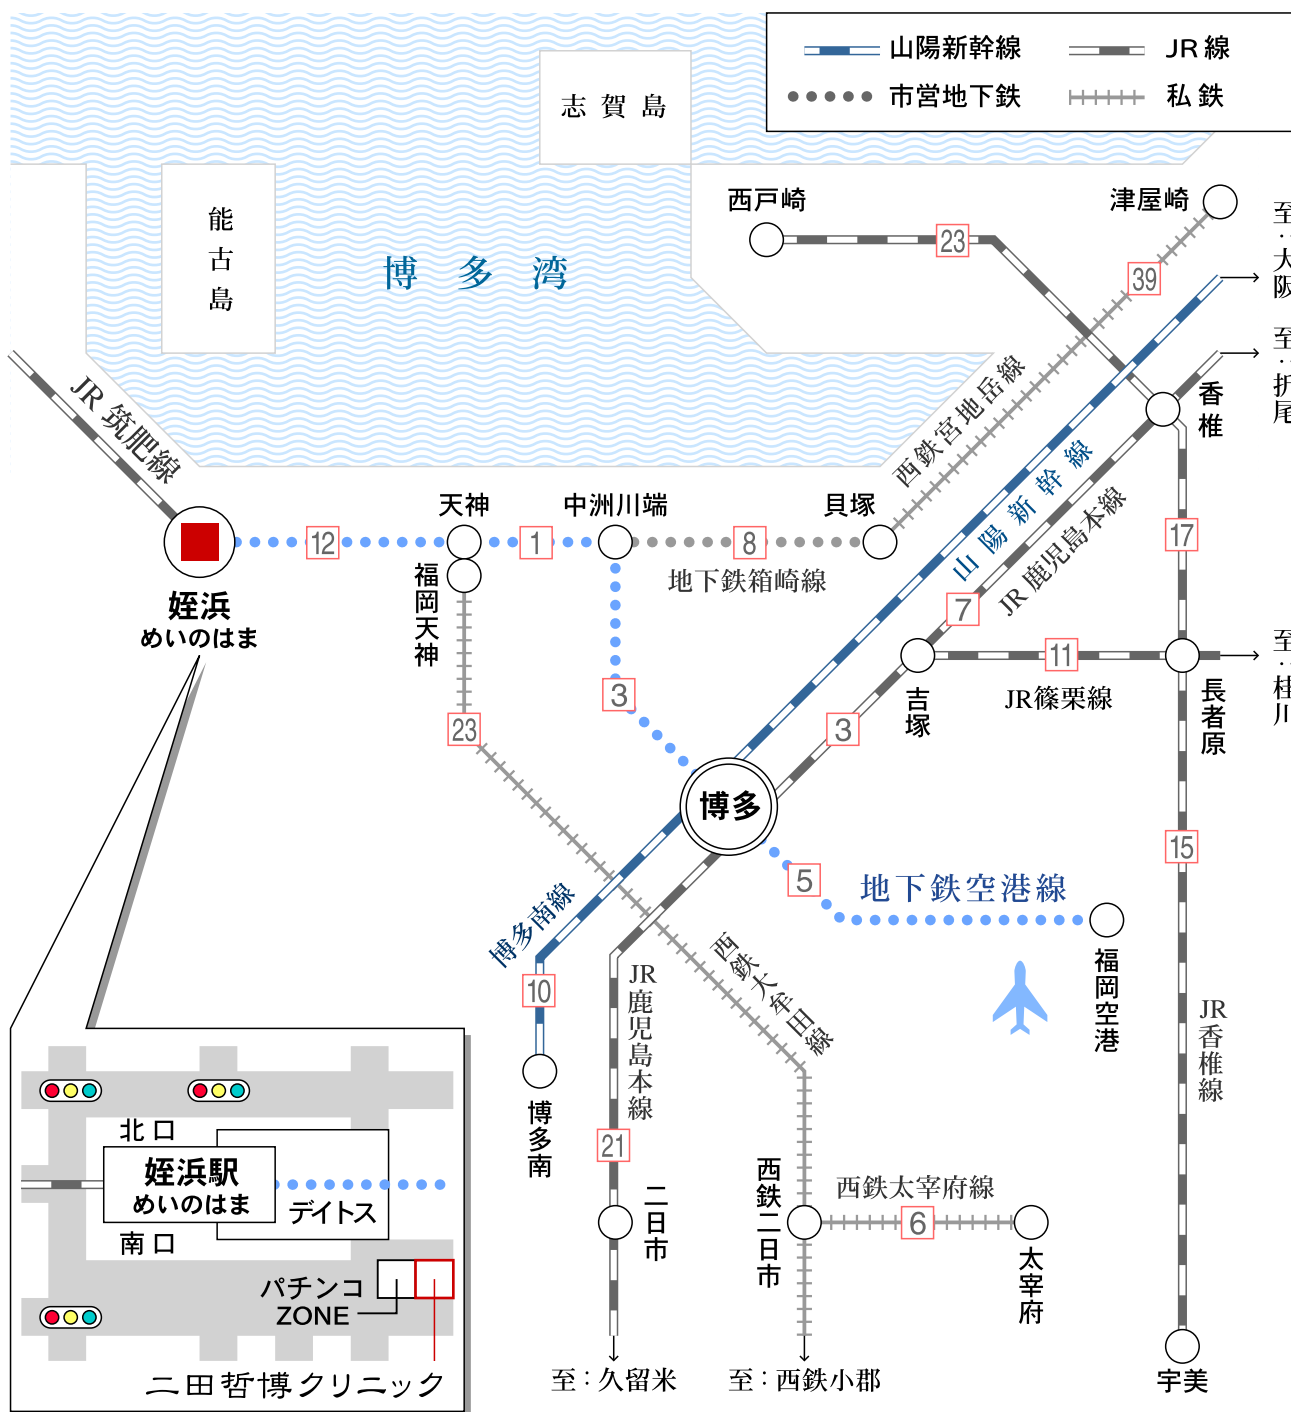 山陽新幹線
JR線
市営地下鉄
私鉄
志賀島
能古島
博多湾
西戸崎
津屋崎
23
39
至:大阪
至:折尾
香椎
JR筑肥線
西鉄宮地岳線
山陽新幹線
JR鹿児島本線
天神
中洲川端
貝塚
12
1
8
17
地下鉄箱崎線
福岡天神
姪浜
めいのはま
7
11
至:桂川
JR篠栗線
吉塚
長者原
3
23
3
博多
15
5
地下鉄空港線
博多南線
西鉄大牟田線
福岡空港
10
JR鹿児島本線
JR香椎線
博多南
21
二日市
西鉄二日市
西鉄太宰府線
6
太宰府
至:久留米
至:西鉄小郡
宇美
北口
姪浜駅
めいのはま
デイトス
南口
パチンコ
ZONE
二田哲博クリニック